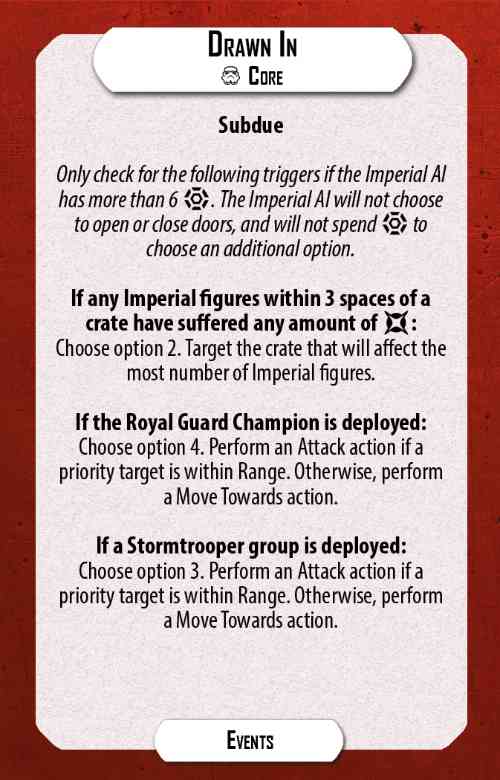 Drawn In
Core
Subdue
Only check for the following triggers if the Imperial AI
has more than 6 . The Imperial AI will not choose
to open or close doors, and will not spend to
choose an additional option.
If any Imperial figures within 3 spaces of a
crate have suffered any amount of :
Choose option 2. Target the crate that will affect the
most number of Imperial figures.
If the Royal Guard Champion is deployed:
Choose option 4. Perform an Attack action if a
priority target is within Range. Otherwise, perform
a Move Towards action.
If a Stormtrooper group is deployed:
Choose option 3. Perform an Attack action if a
priority target is within Range. Otherwise, perform
a Move Towards action.
Events